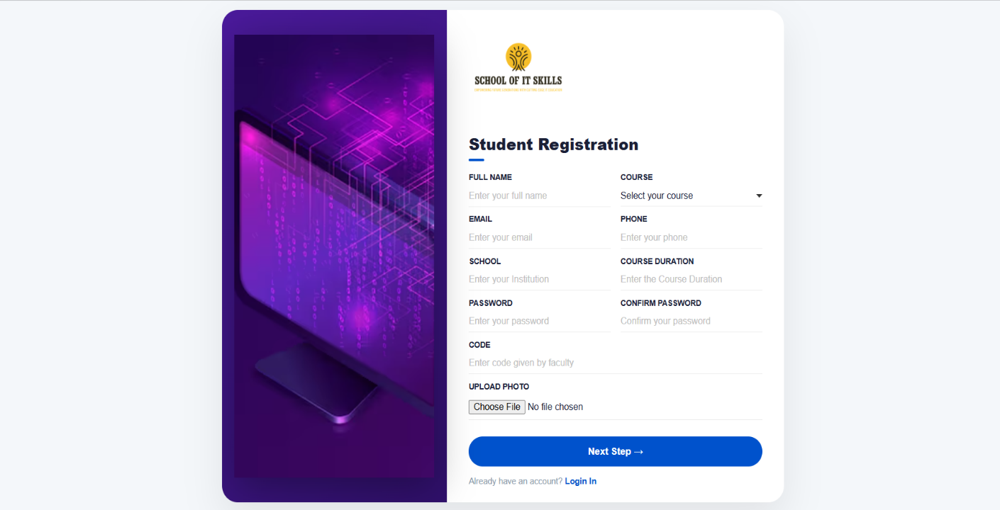 SCHOOL OF IT SKILLS
Student Registration
FULL NAME
COURSE
Enter your full name
Select your course
EMAIL
PHONE
Enter your email
Enter your phone
SCHOOL
COURSE DURATION
Enter your Institution
Enter the Course Duration
PASSWORD
CONFIRM PASSWORD
Enter your password
Confirm your password
CODE
Enter code given by faculty
UPLOAD PHOTO
Choose File No file chosen
Next Step →
Already have an account? Login In